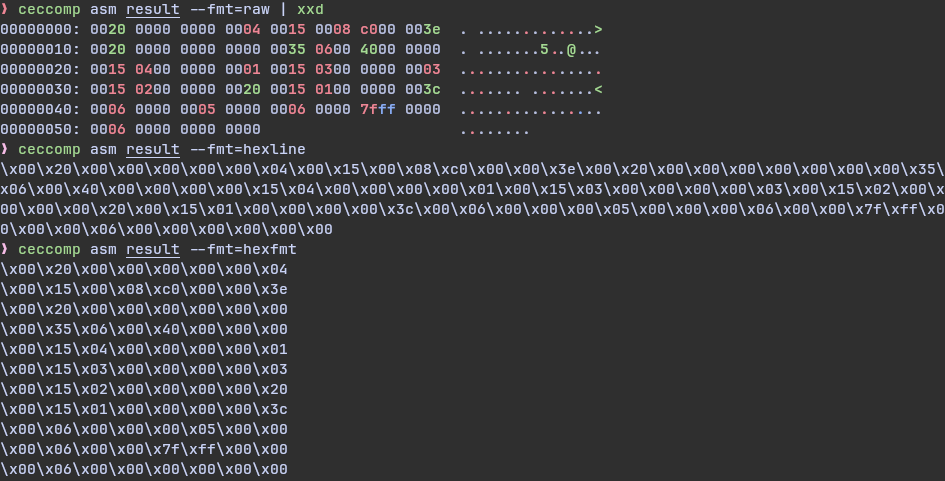 ❱ ceccomp asm result --fmt=raw | xxd
00000000: 0020 0000 0000 0004 0015 0008 c000 003e  . .............>
00000010: 0020 0000 0000 0000 0035 0600 4000 0000  . .......5..@...
00000020: 0015 0400 0000 0001 0015 0300 0000 0003  ................
00000030: 0015 0200 0000 0020 0015 0100 0000 003c  ....... .......<
00000040: 0006 0000 0005 0000 0006 0000 7fff 0000  ................
00000050: 0006 0000 0000 0000                      ........
❱ ceccomp asm result --fmt=hexline
\x00\x20\x00\x00\x00\x00\x00\x04\x00\x15\x00\x08\xc0\x00\x00\x3e\x00\x20\x00\x00\x00\x00\x00\x00\x00\x35\
x06\x00\x40\x00\x00\x00\x00\x15\x04\x00\x00\x00\x00\x01\x00\x15\x03\x00\x00\x00\x00\x03\x00\x15\x02\x00\x
00\x00\x00\x20\x00\x15\x01\x00\x00\x00\x00\x3c\x00\x06\x00\x00\x00\x05\x00\x00\x00\x06\x00\x00\x7f\xff\x0
0\x00\x00\x06\x00\x00\x00\x00\x00\x00
❱ ceccomp asm result --fmt=hexfmt
\x00\x20\x00\x00\x00\x00\x00\x04
\x00\x15\x00\x08\xc0\x00\x00\x3e
\x00\x20\x00\x00\x00\x00\x00\x00
\x00\x35\x06\x00\x40\x00\x00\x00
\x00\x15\x04\x00\x00\x00\x00\x01
\x00\x15\x03\x00\x00\x00\x00\x03
\x00\x15\x02\x00\x00\x00\x00\x20
\x00\x15\x01\x00\x00\x00\x00\x3c
\x00\x06\x00\x00\x00\x05\x00\x00
\x00\x06\x00\x00\x7f\xff\x00\x00
\x00\x06\x00\x00\x00\x00\x00\x00